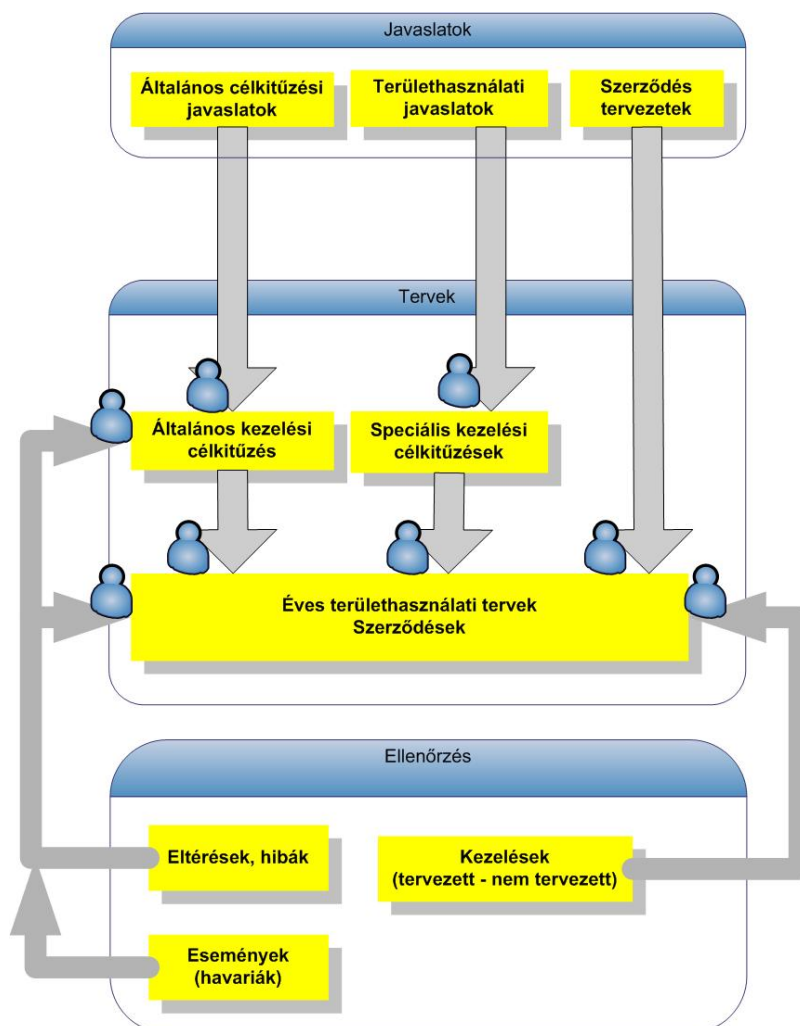 Javaslatok
Általános célkitűzési
javaslatok
Területhasználati
javaslatok
Szerződés
tervezetek
Tervek
Általános kezelési
célkitűzés
Speciális kezelési
célkitűzések
Éves területhasználati tervek
Szerződések
Ellenőrzés
Eltérések, hibák
Kezelések
(tervezett - nem tervezett)
Események
(havariák)